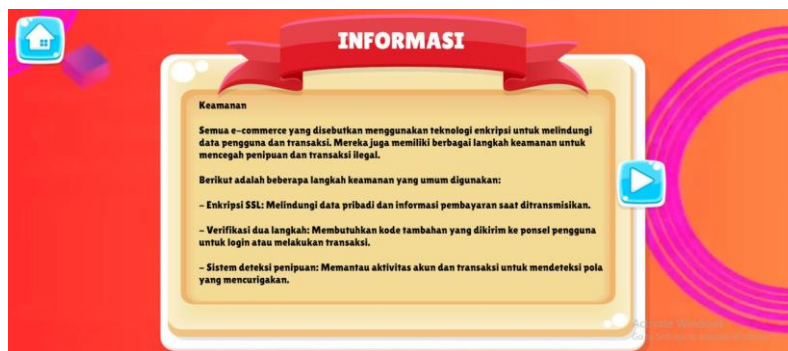 INFORMASI
Keamanan
Semua e-commerce yang disebutkan menggunakan teknologi enkripsi untuk melindungi
data pengguna dan transaksi. Mereka juga memiliki berbagai langkah keamanan untuk
mencegah penipuan dan transaksi ilegal.
Berikut adalah beberapa langkah keamanan yang umum digunakan:
- Enkripsi SSL: Melindungi data pribadi dan informasi pembayaran saat ditransmisikan.
- Verifikasi dua langkah: Membutuhkan kode tambahan yang dikirim ke ponsel pengguna
untuk login atau melakukan transaksi.
- Sistem deteksi penipuan: Memantau aktivitas akun dan transaksi untuk mendeteksi pola
yang mencurigakan.
Activate Windows